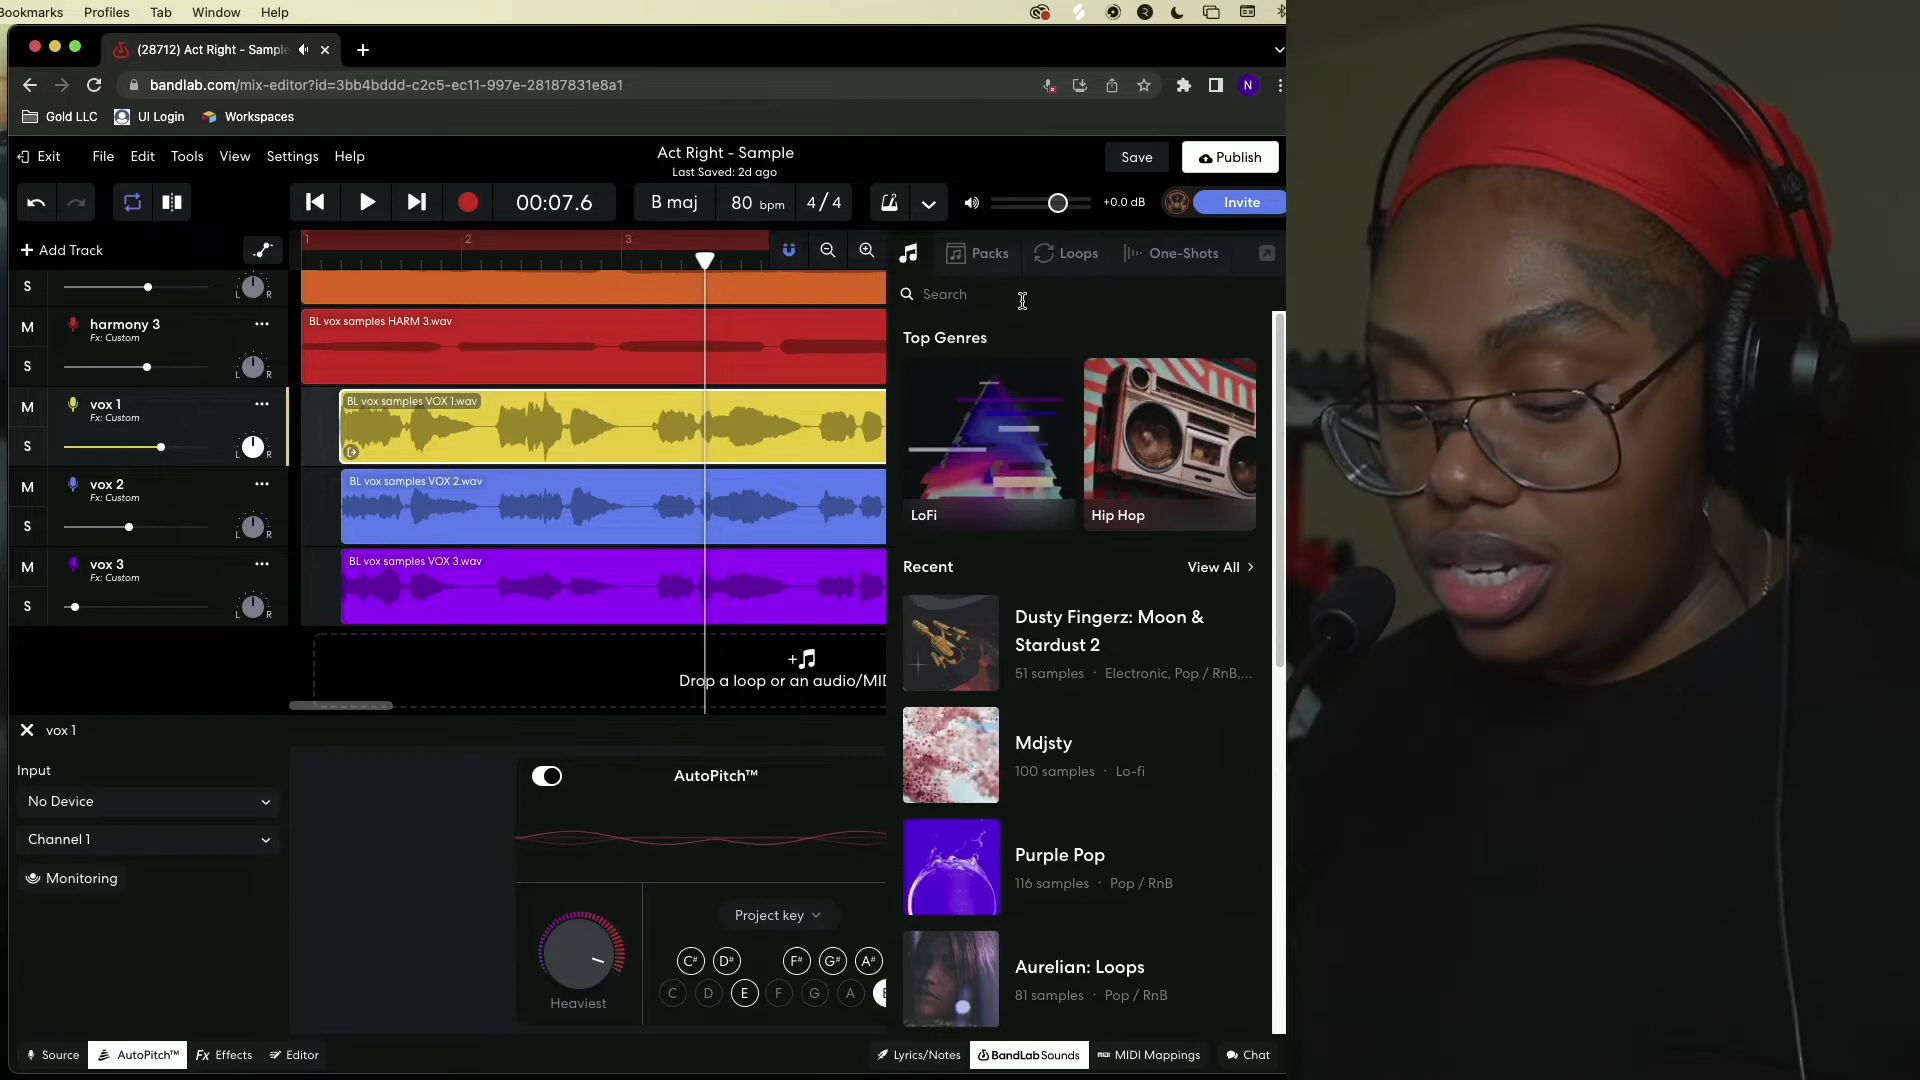 Bookmarks Profiles Tab Window Help
(28712) Act Right - Sample
bandlab.com/mix-editor?id=3bb4bddd-c2c5-ec11-997e-28187831e8a1
N
Gold LLC UI Login Workspaces
Exit File Edit Tools View Settings Help
Act Right - Sample
Last Saved: 2d ago
Save Publish
00:07.6 B maj 80 bpm 4/4 +0.0 dB Invite
+ Add Track
1 2 3
Packs Loops One-Shots
Search
S L R
M harmony 3
Fx: Custom
S L R
BL vox samples HARM 3.wav
M vox 1
Fx: Custom
S L R
BL vox samples VOX 1.wav
M vox 2
Fx: Custom
S L R
BL vox samples VOX 2.wav
M vox 3
Fx: Custom
S L R
BL vox samples VOX 3.wav
Drop a loop or an audio/MID
Top Genres
LoFi
Hip Hop
Recent View All
Dusty Fingerz: Moon &
Stardust 2
51 samples · Electronic, Pop / RnB,...
Mdjsty
100 samples · Lo-fi
Purple Pop
116 samples · Pop / RnB
Aurelian: Loops
81 samples · Pop / RnB
vox 1
Input
No Device
Channel 1
Monitoring
AutoPitch™
Heaviest
Project key
C# D# F# G# A#
C D E F G A
Source AutoPitch™ Fx Effects Editor
Lyrics/Notes BandLab Sounds MIDI Mappings Chat